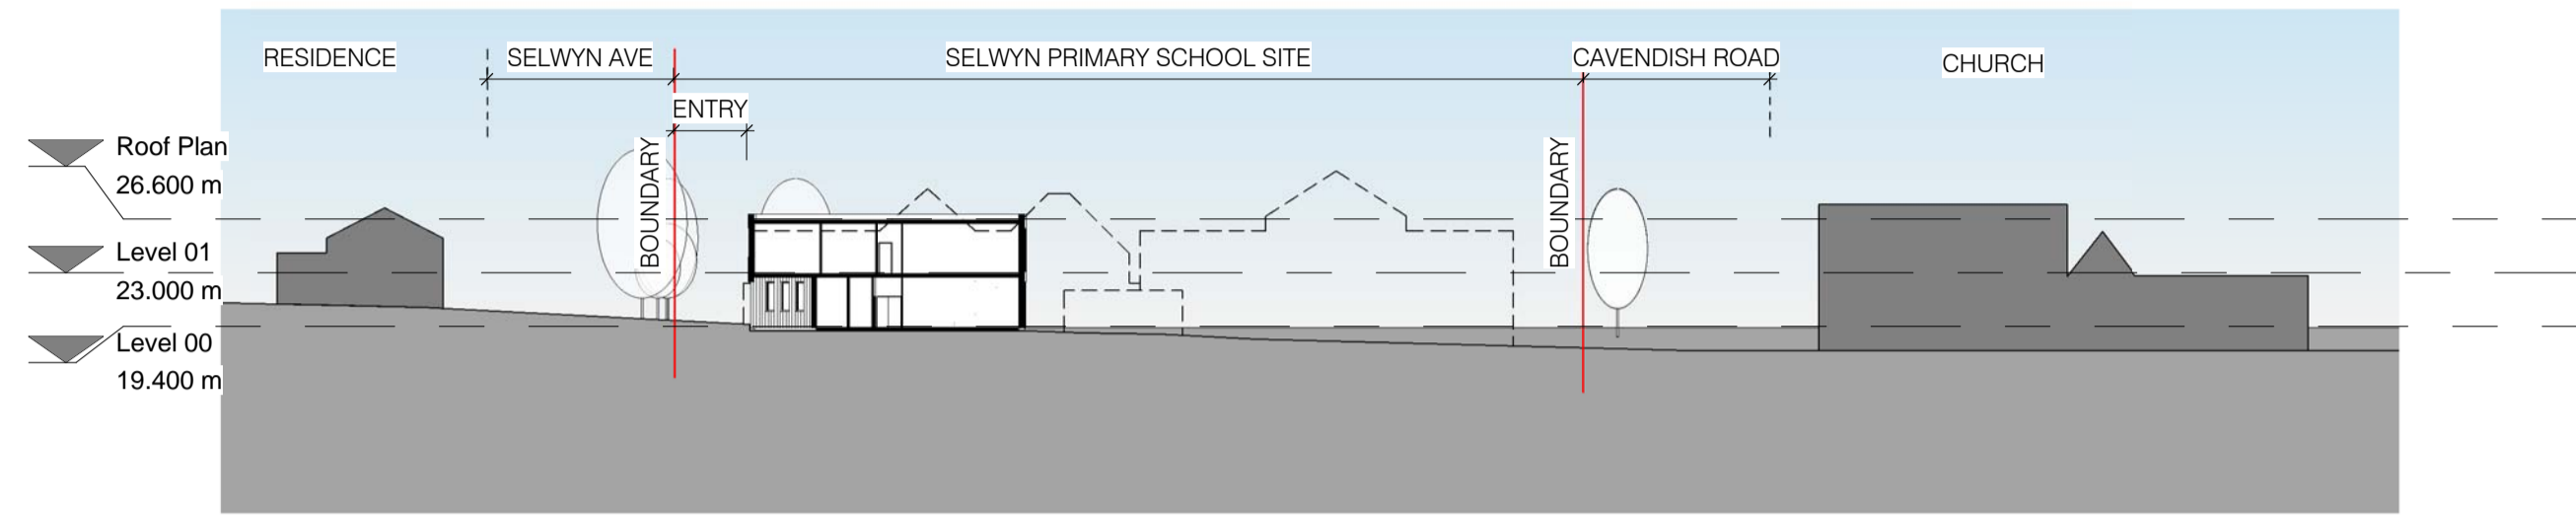 RESIDENCE
SELWYN AVE
SELWYN PRIMARY SCHOOL SITE
CAVENDISH ROAD
CHURCH
ENTRY
BOUNDARY
BOUNDARY
Roof Plan
26.600 m
Level 01
23.000 m
Level 00
19.400 m